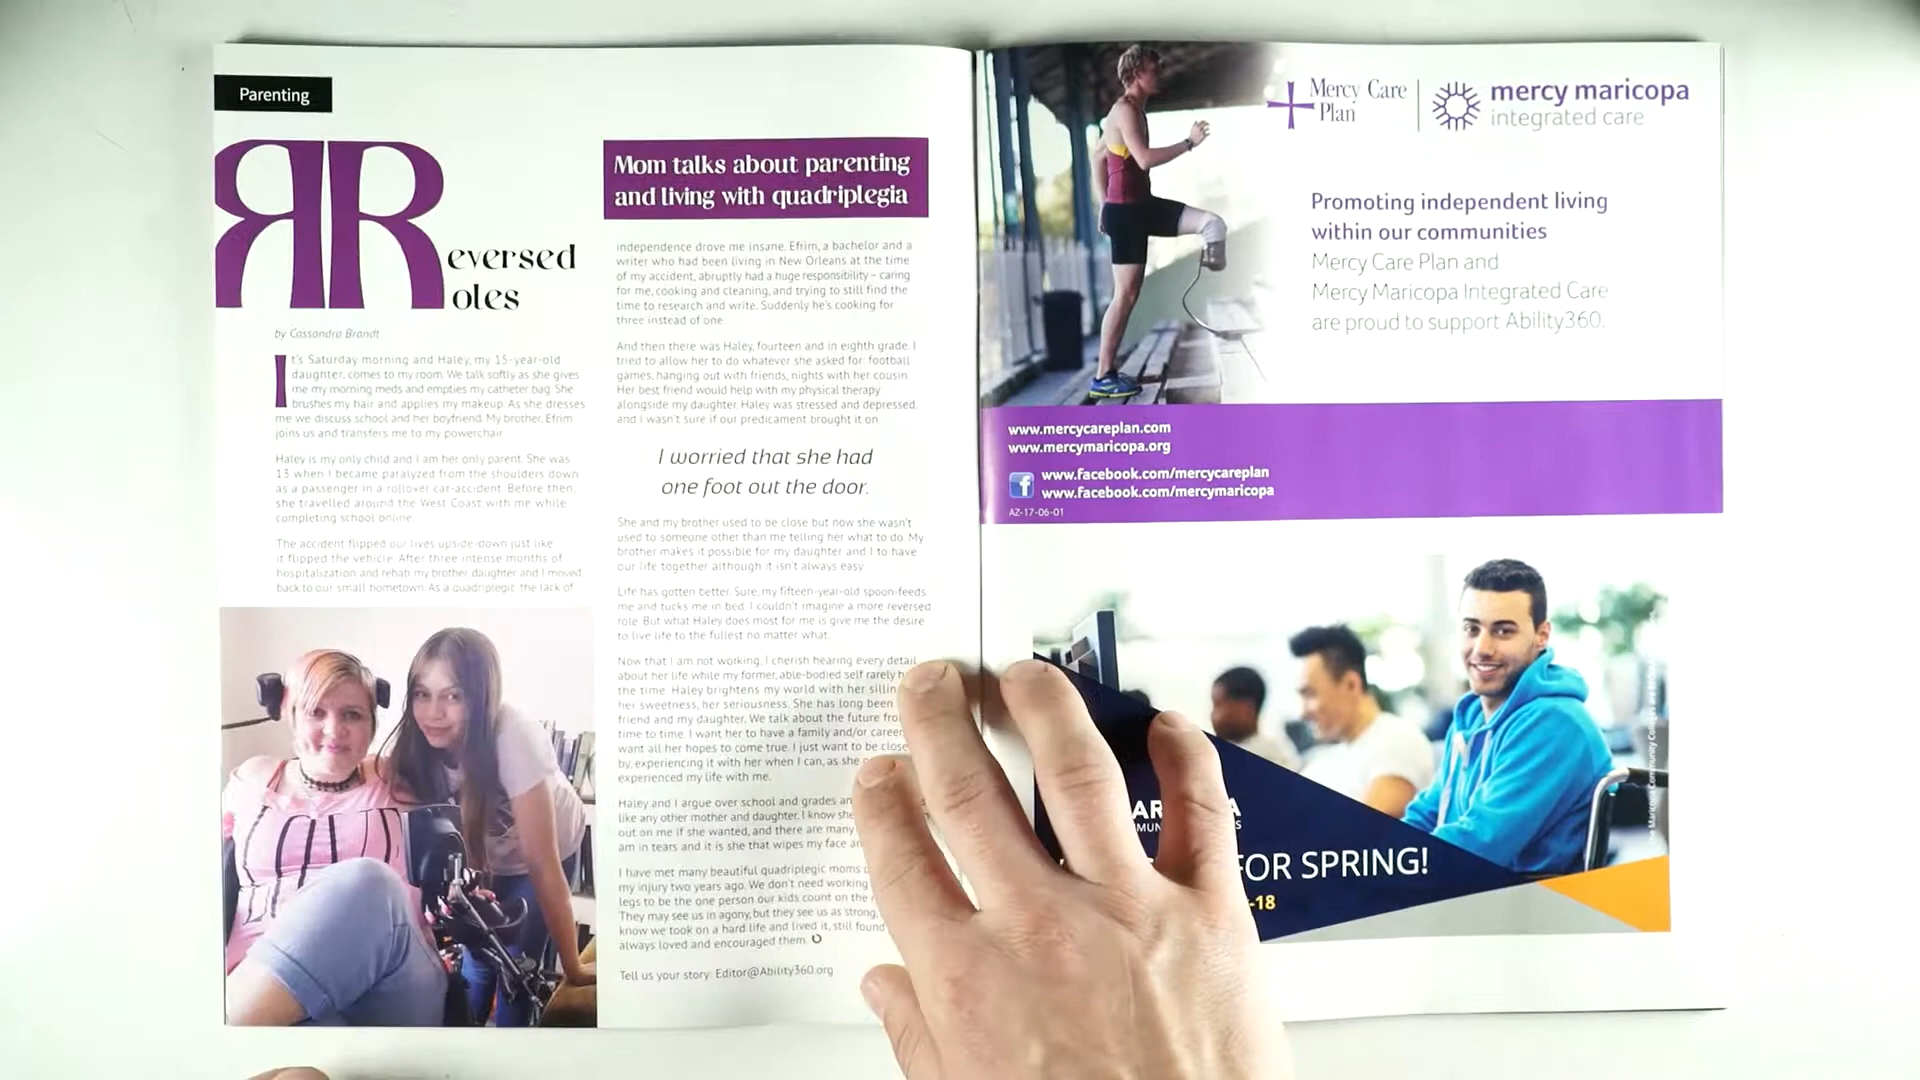 Parenting
Reversed
Roles
by Cassandra Brandt
It's Saturday morning and Haley, my 15-year-old
daughter, comes to my room. We talk softly as she gives
me my morning meds and empties my catheter bag. She
brushes my hair and applies my makeup. As she dresses
me we discuss school and her boyfriend. My brother, Efrim
joins us and transfers me to my powerchair.
Haley is my only child and I am her only parent. She was
13 when I became paralyzed from the shoulders down
as a passenger in a rollover car-accident. Before then,
she travelled around the West Coast with me while
completing school online.
The accident flipped our lives upside-down just like
it flipped the vehicle. After three intense months of
hospitalization and rehab my brother, daughter and I moved
back to our small hometown. As a quadriplegic the lack of
Mom talks about parenting
and living with quadriplegia
independence drove me insane. Efrim, a bachelor and a
writer who had been living in New Orleans at the time
of my accident, abruptly had a huge responsibility – caring
for me, cooking and cleaning, and trying to still find the
time to research and write. Suddenly he's cooking for
three instead of one.
And then there was Haley, fourteen and in eighth grade. I
tried to allow her to do whatever she asked for: football
games, hanging out with friends, nights with her cousin.
Her best friend would help with my physical therapy
alongside my daughter. Haley was stressed and depressed,
and I wasn't sure if our predicament brought it on.
I worried that she had
one foot out the door.
She and my brother used to be close but now she wasn't
used to someone other than me telling her what to do. My
brother makes it possible for my daughter and I to have
our life together although it isn't always easy.
Life has gotten better. Sure, my fifteen-year-old spoon-feeds
me and tucks me in bed. I couldn't imagine a more reversed
role. But what Haley does most for me is give me the desire
to live life to the fullest no matter what.
Now that I am not working, I cherish hearing every detail
about her life while my former, able-bodied self rarely
the time. Haley brightens my world with her
her sweetness, her seriousness. She has long been
friend and my daughter. We talk about the future
time to time. I want her to have a family and/or career
want all her hopes to come true. I just want to be close
by, experiencing it with her when I can, as she
experienced my life with me.
Haley and I argue over school and grades
like any other mother and daughter. I know she
out on me if she wanted, and there are many
am in tears and it is she that wipes my face
I have met many beautiful quadriplegic moms
my injury two years ago. We don't need working
legs to be the one person our kids count on the
They may see us in agony, but they see us as strong,
know we took on a hard life and lived it, still found
always loved and encouraged them.
Tell us your story: Editor@Ability360.org
Mercy Care
Plan
mercy maricopa
integrated care
Promoting independent living
within our communities
Mercy Care Plan and
Mercy Maricopa Integrated Care
are proud to support Ability360.
www.mercycareplan.com
www.mercymaricopa.org
www.facebook.com/mercycareplan
www.facebook.com/mercymaricopa
AZ-17-06-01
FOR SPRING!
-18